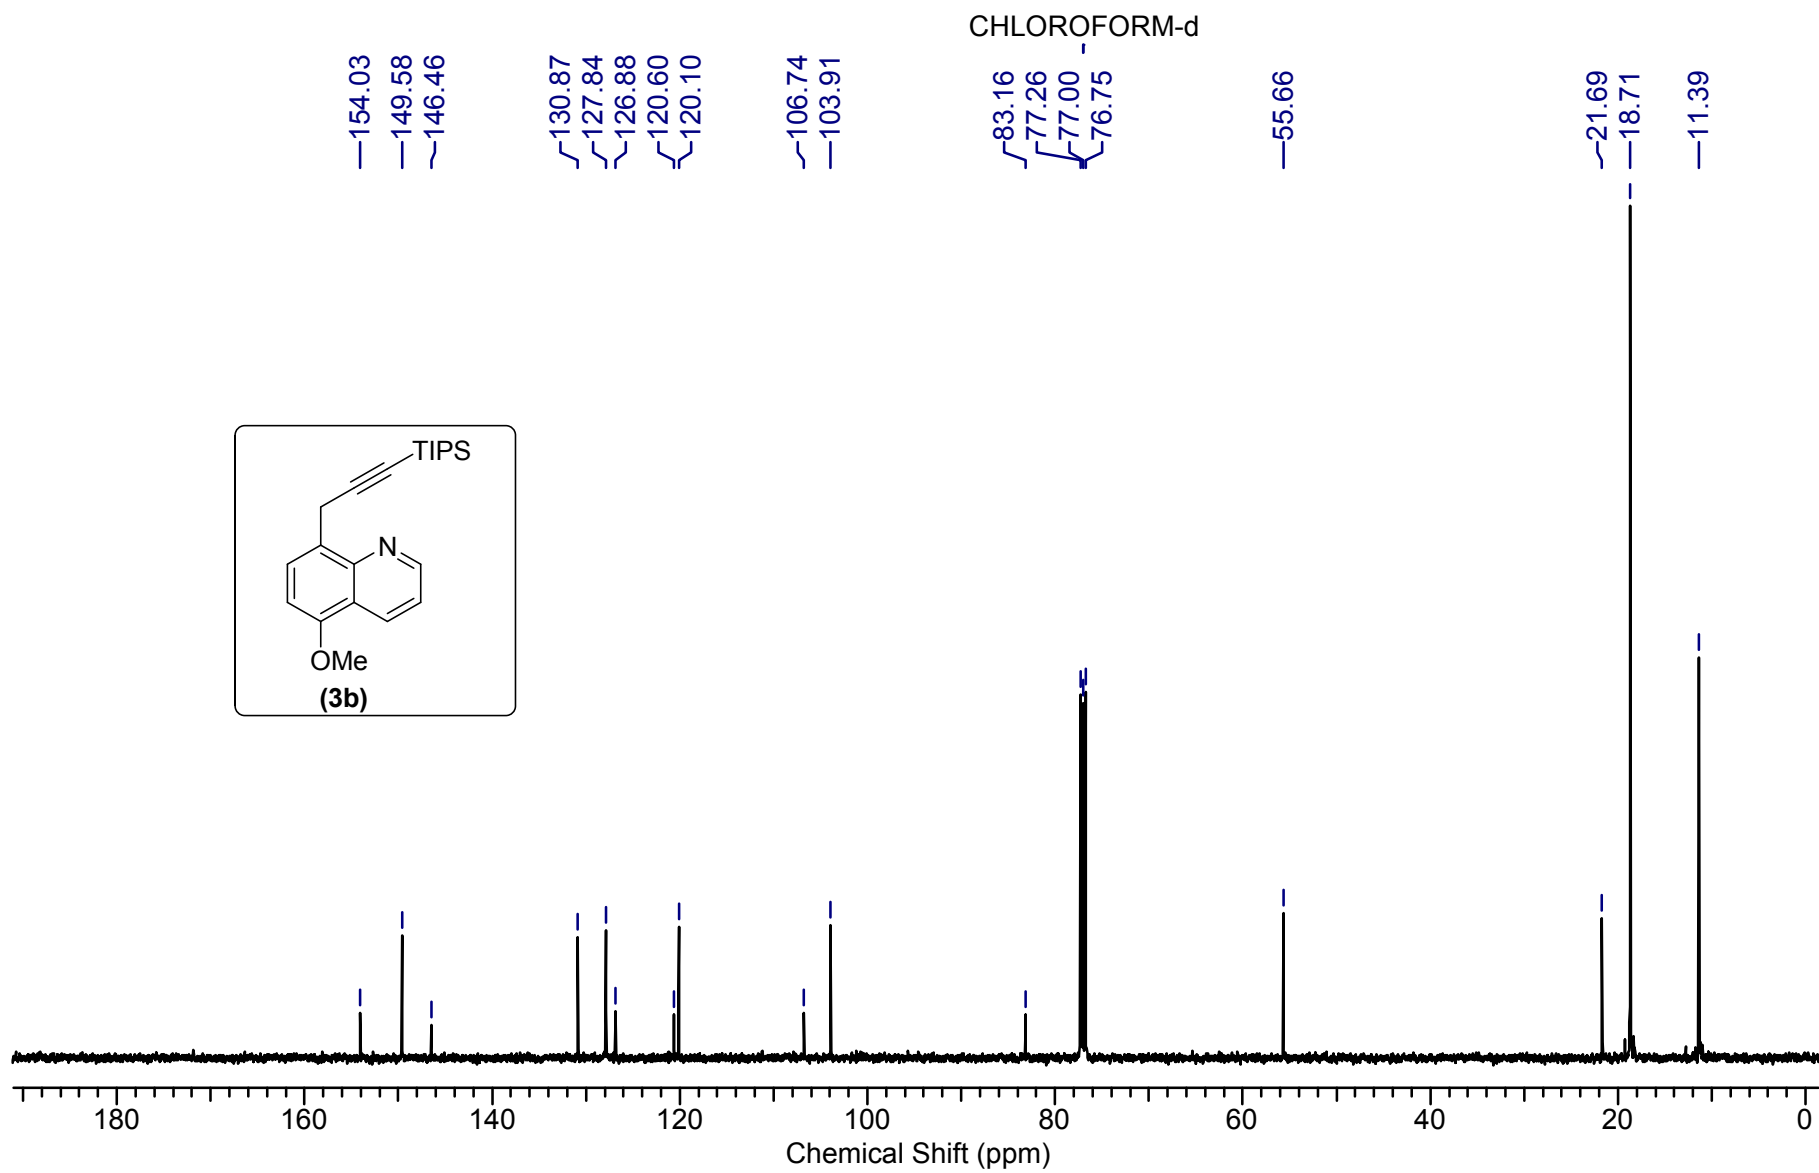 CHLOROFORM-d
154.03
149.58
146.46
130.87
127.84
126.88
120.60
120.10
106.74
103.91
83.16
77.26
77.00
76.75
55.66
21.69
18.71
11.39
TIPS
N
OMe
(3b)
180 160 140 120 100 80 60 40 20 0
Chemical Shift (ppm)